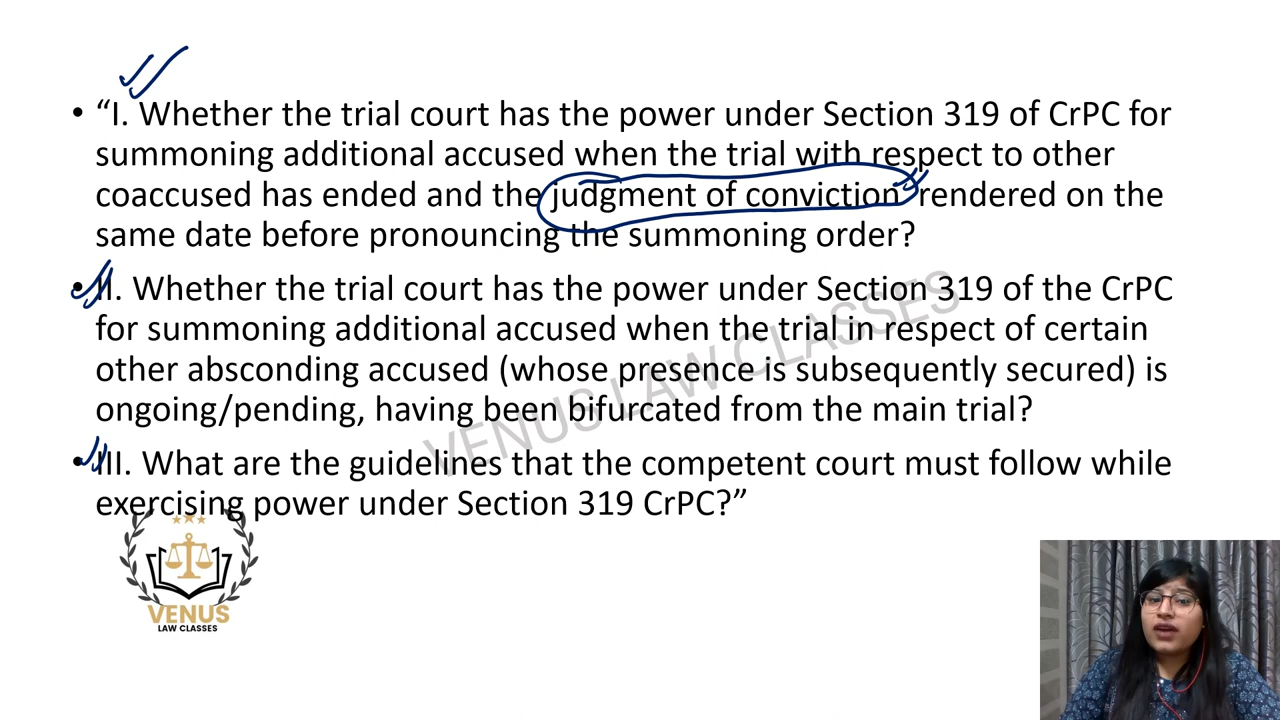 • “I. Whether the trial court has the power under Section 319 of CrPC for
summoning additional accused when the trial with respect to other
coaccused has ended and the judgment of conviction rendered on the
same date before pronouncing the summoning order?
• II. Whether the trial court has the power under Section 319 of the CrPC
for summoning additional accused when the trial in respect of certain
other absconding accused (whose presence is subsequently secured) is
ongoing/pending, having been bifurcated from the main trial?
• III. What are the guidelines that the competent court must follow while
exercising power under Section 319 CrPC?”
VENUS LAW CLASSES
VENUS
LAW CLASSES